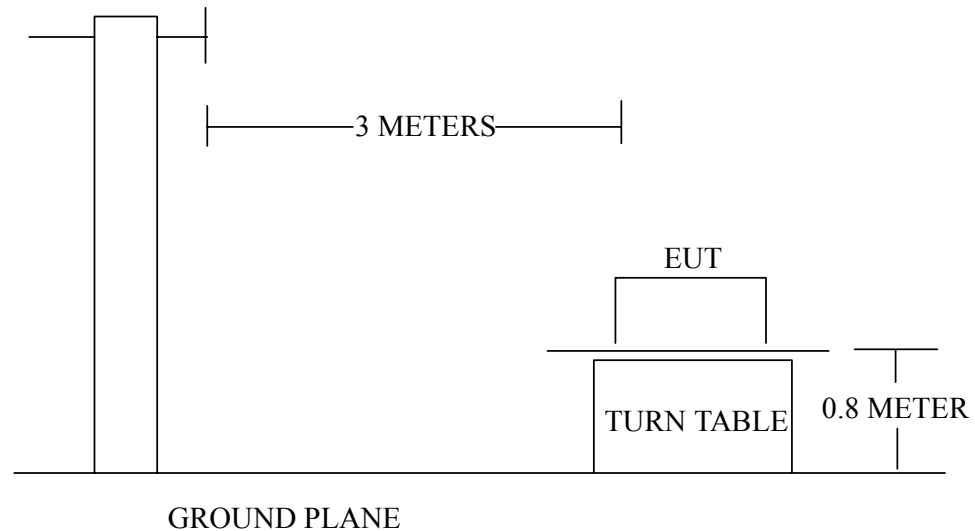 3 METERS
EUT
TURN TABLE
0.8 METER
GROUND PLANE